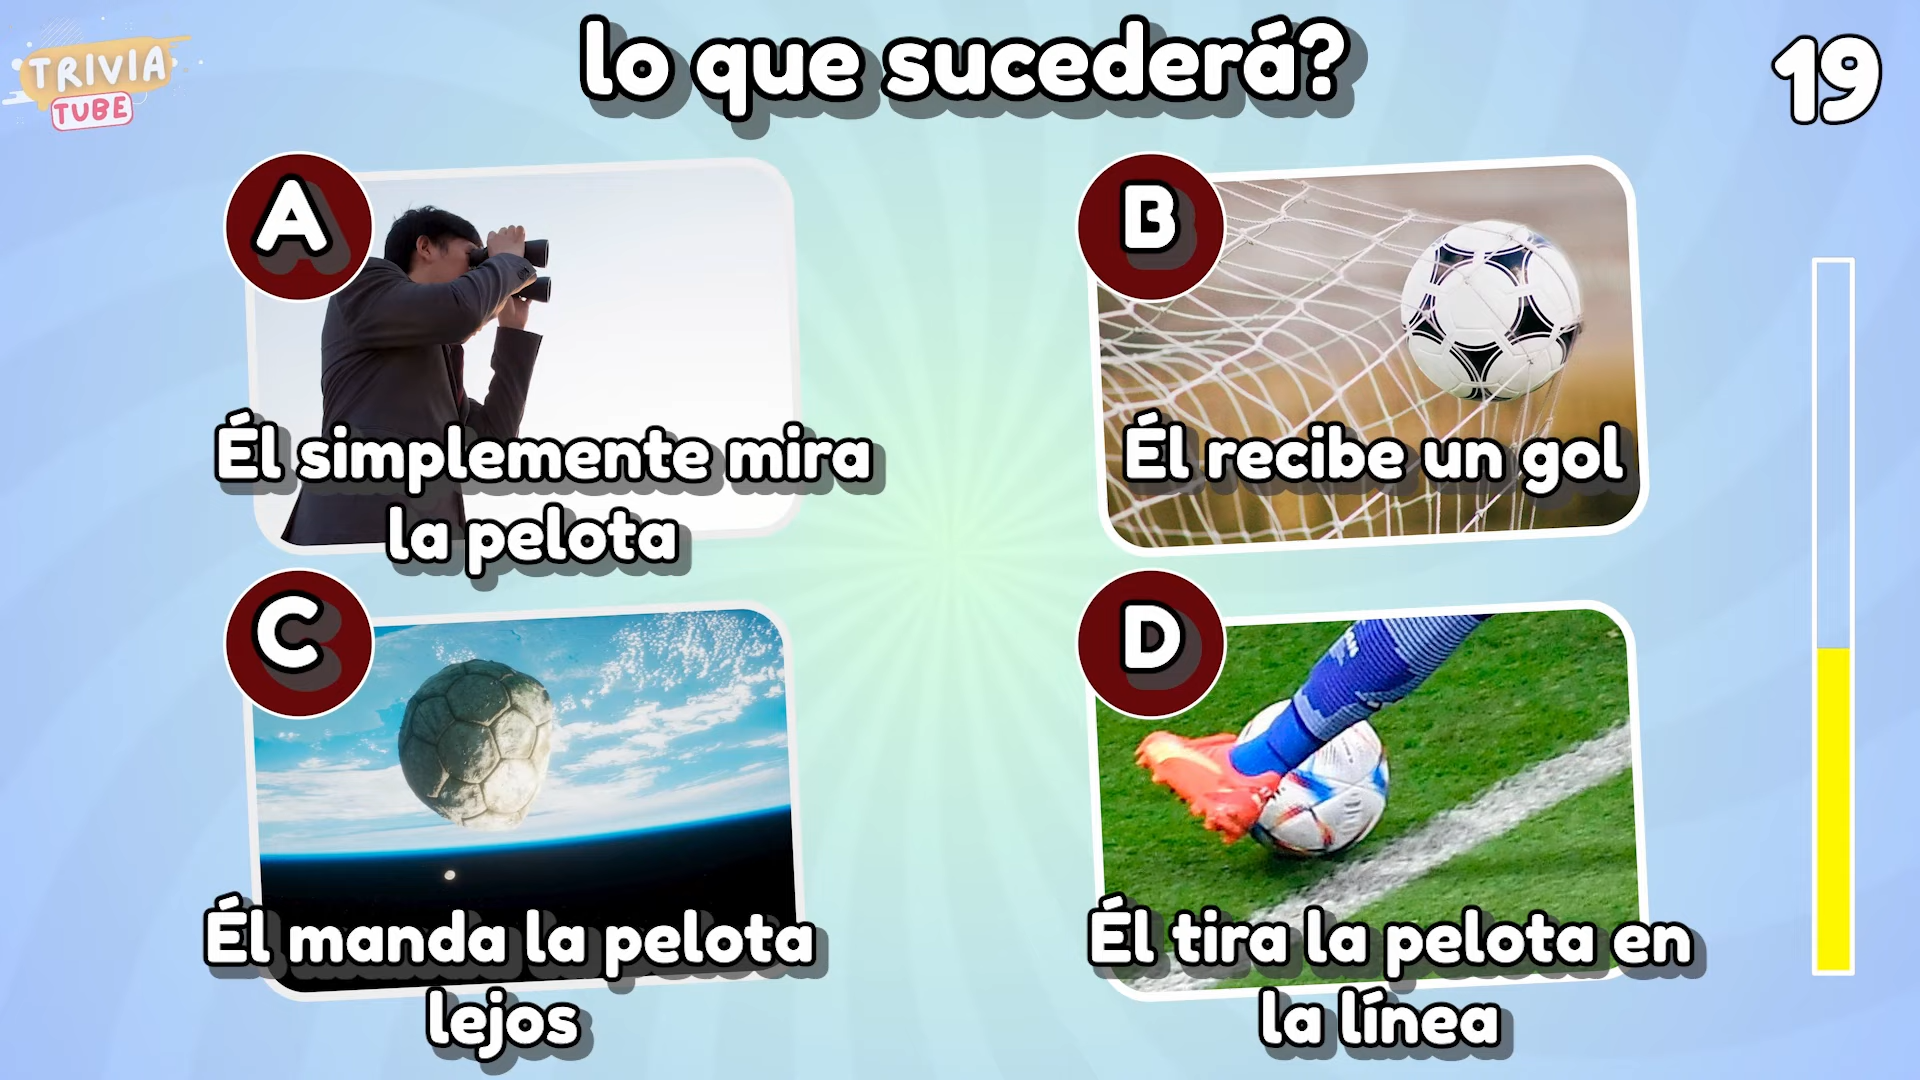 TRIVIA
TUBE
lo que sucederá?
19
A
Él simplemente mira
la pelota
B
Él recibe un gol
C
Él manda la pelota
lejos
D
Él tira la pelota en
la línea